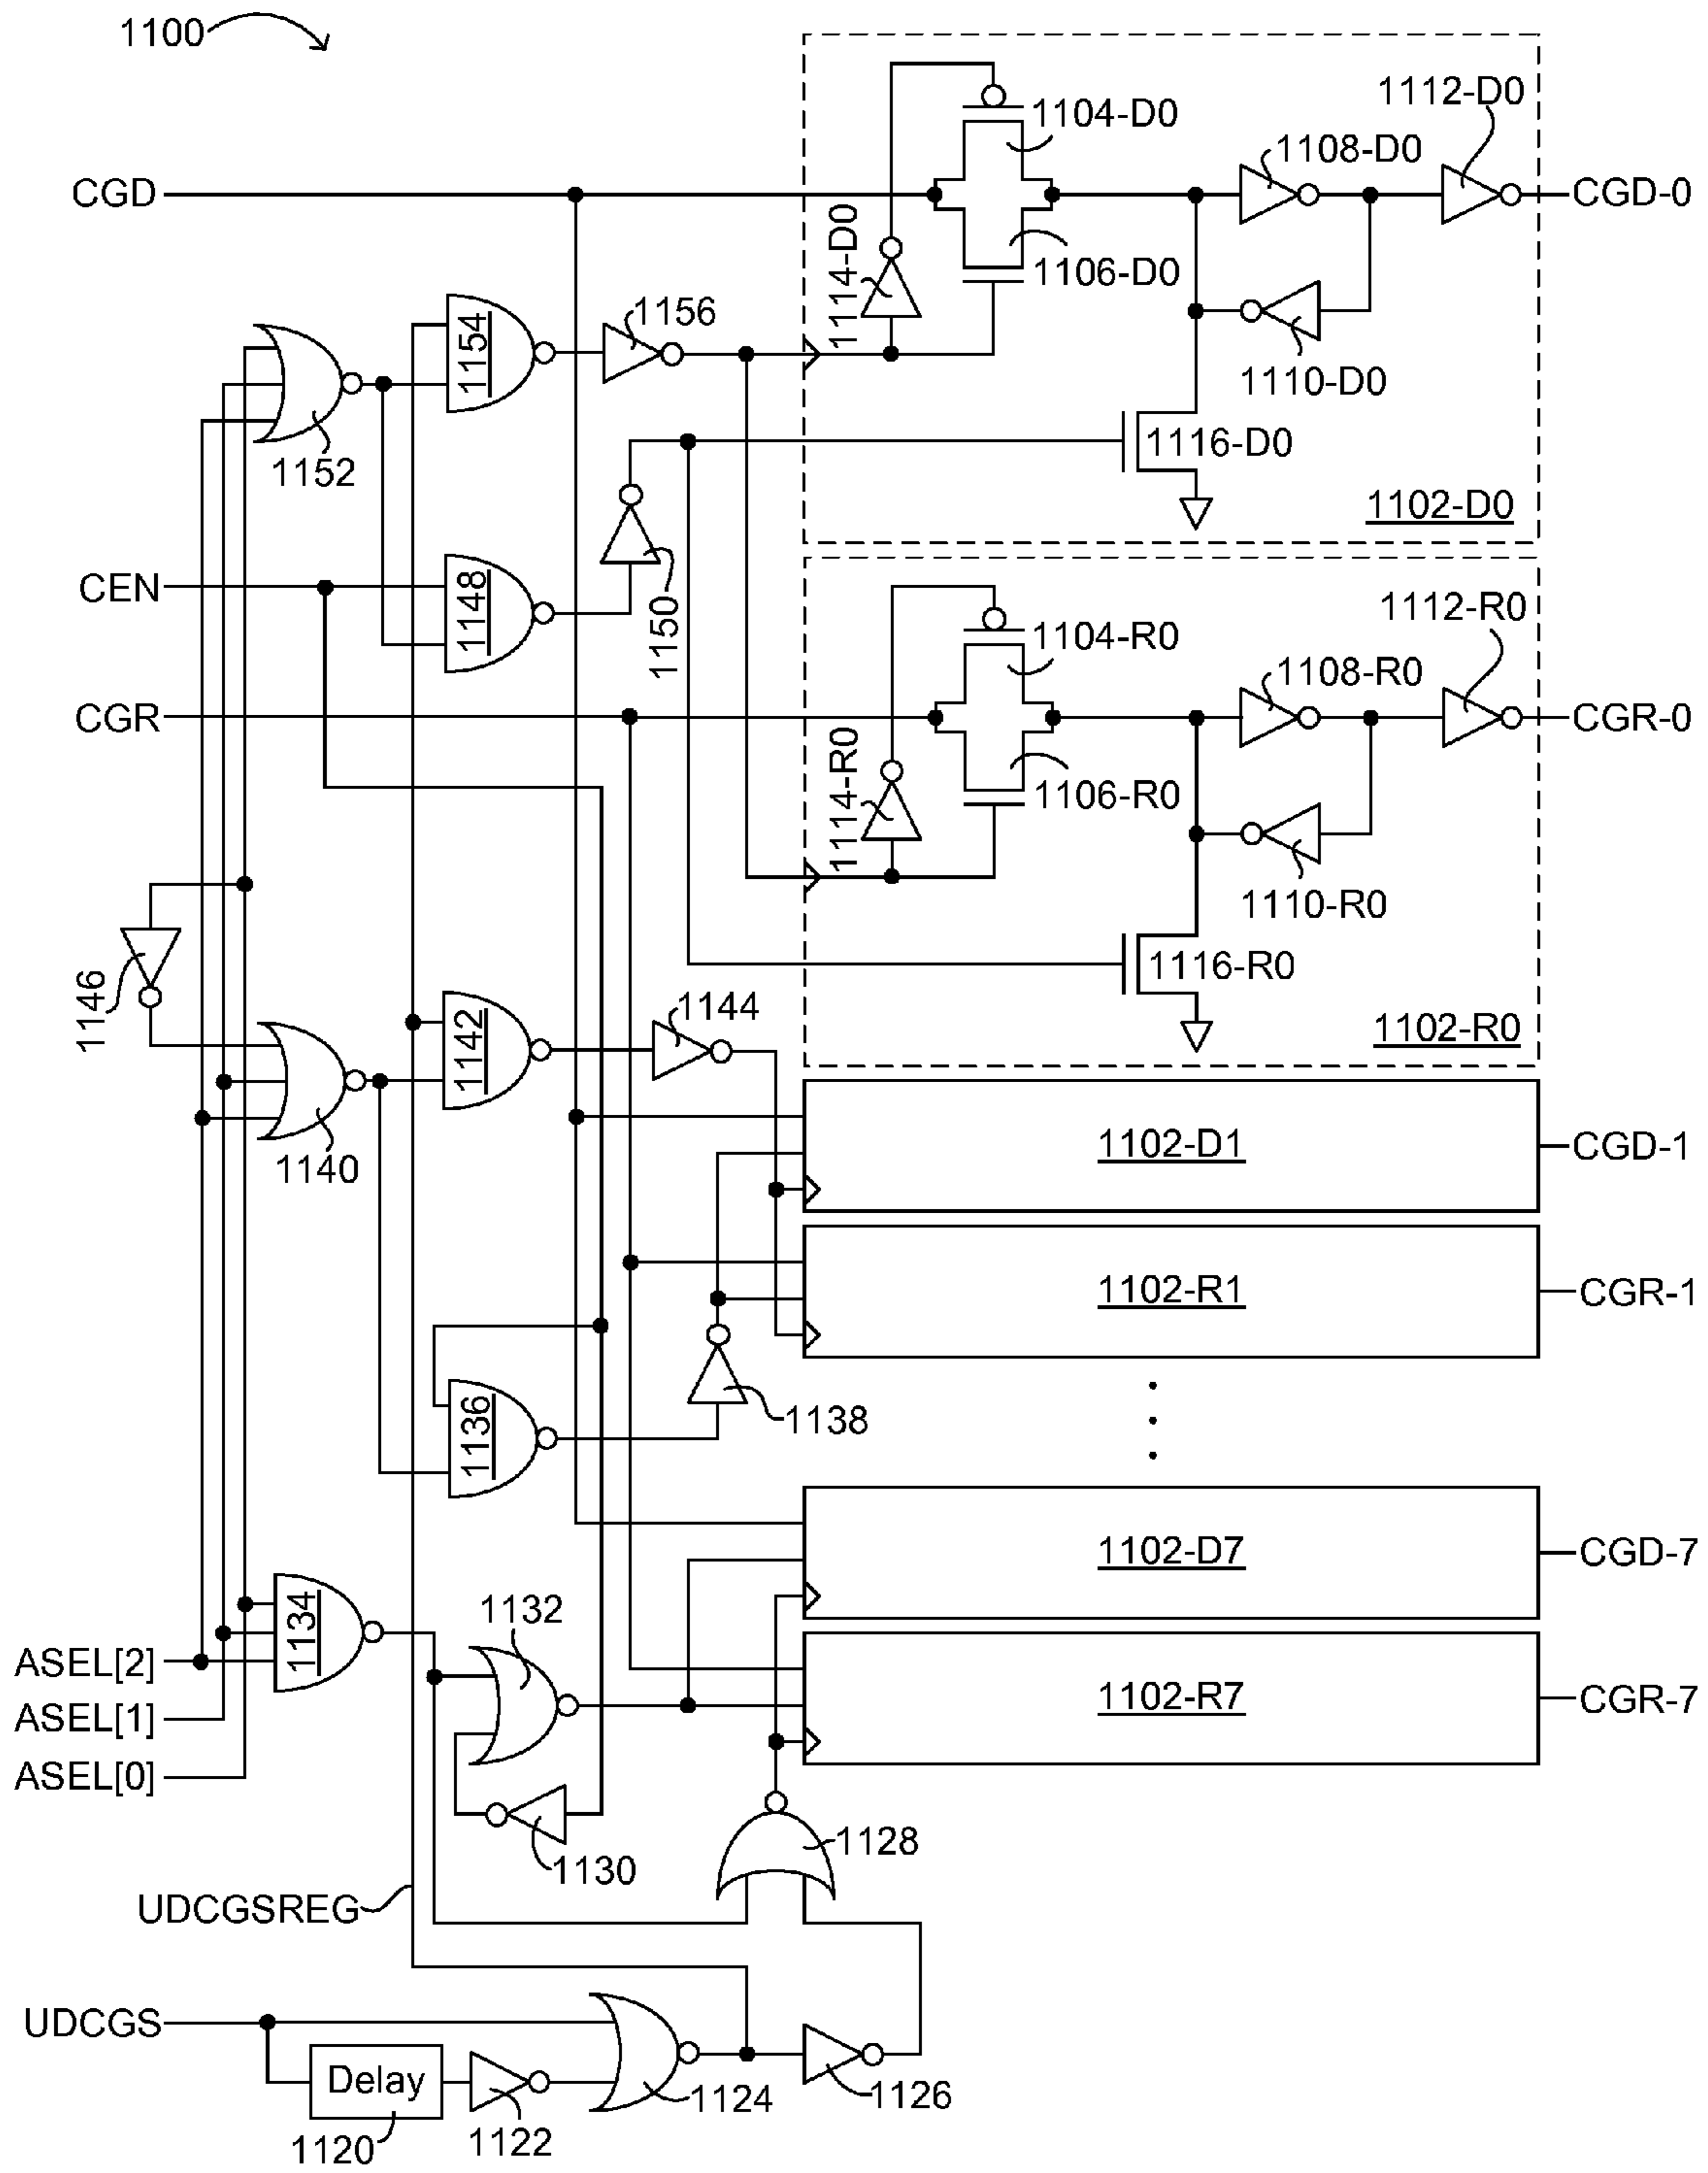 1100
1112-D0
1104-D0
1108-D0
CGD
CGD-0
1114-D0
1106-D0
1154
1156
1110-D0
1152
1116-D0
1102-D0
CEN
1148
1150
1112-R0
1104-R0
1108-R0
CGR
CGR-0
1114-R0
1106-R0
1110-R0
1146
1116-R0
1142
1144
1102-R0
1140
1102-D1
CGD-1
1102-R1
CGR-1
1136
1138
1102-D7
CGD-7
1134
1132
ASEL[2]
1102-R7
CGR-7
ASEL[1]
ASEL[0]
1128
1130
UDCGSREG
UDCGS
Delay
1124
1126
1120
1122